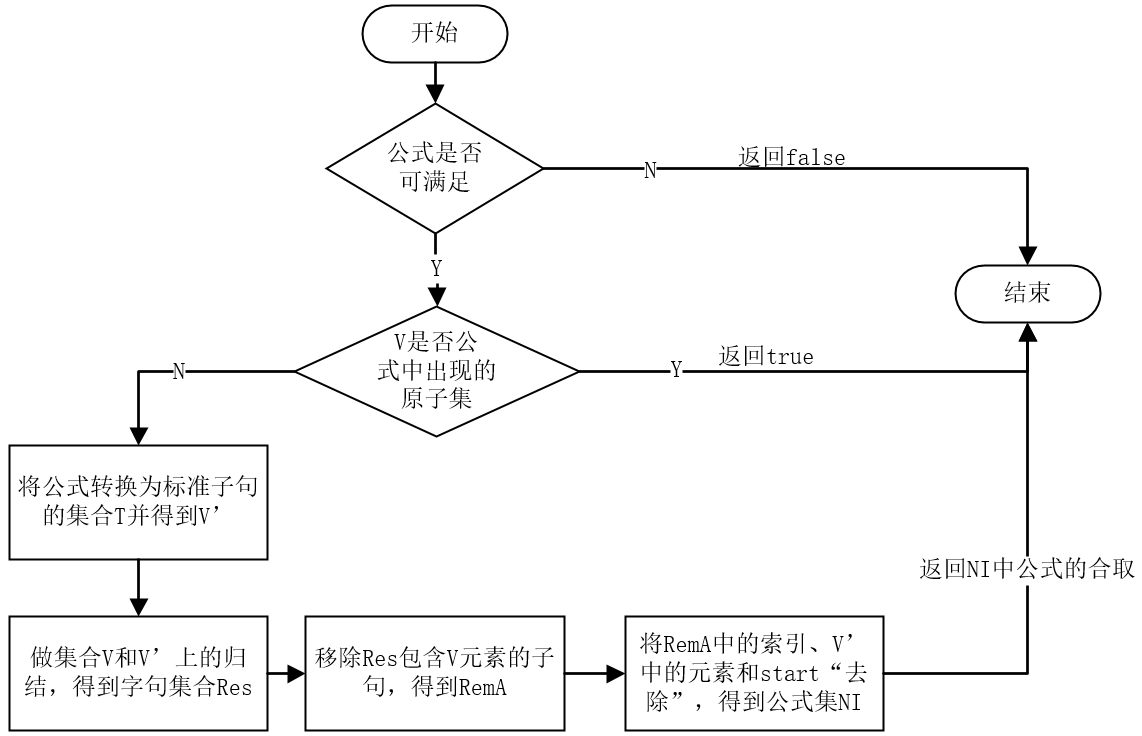 开始
公式是否
可满足
N
返回false
Y
结束
V是否公
式中出现的
原子集
N
Y
返回true
将公式转换为标准子句
的集合T并得到V’
返回NI中公式的合取
做集合V和V’上的归
结，得到字句集合Res
移除Res包含V元素的子
句，得到RemA
将RemA中的索引、V’
中的元素和start“去
除”，得到公式集NI